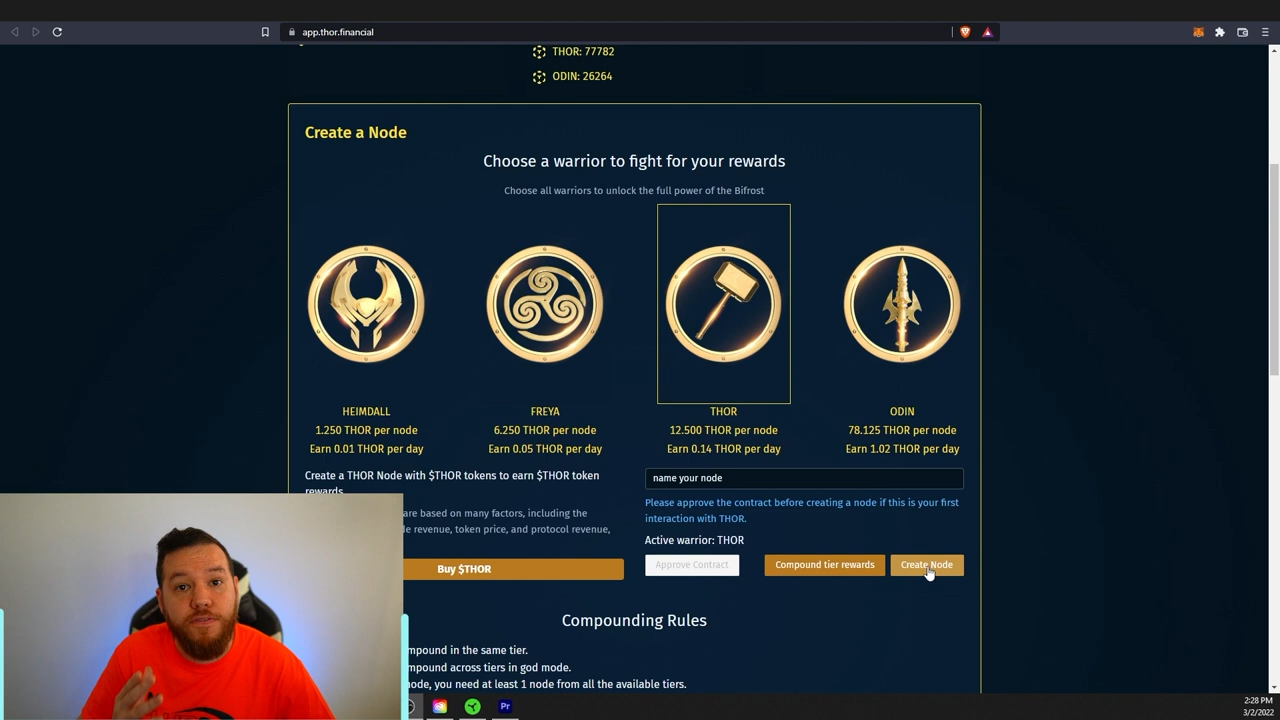 app.thor.financial
THOR: 77782
ODIN: 26264
Create a Node
Choose a warrior to fight for your rewards
Choose all warriors to unlock the full power of the Bifrost
HEIMDALL
1.250 THOR per node
Earn 0.01 THOR per day
FREYA
6.250 THOR per node
Earn 0.05 THOR per day
THOR
12.500 THOR per node
Earn 0.14 THOR per day
ODIN
78.125 THOR per node
Earn 1.02 THOR per day
Create a THOR Node with $THOR tokens to earn $THOR token
rewards
are based on many factors, including the
revenue, token price, and protocol revenue,
Buy $THOR
name your node
Please approve the contract before creating a node if this is your first
interaction with THOR.
Active warrior: THOR
Approve Contract
Compound tier rewards
Create Node
Compounding Rules
in the same tier.
across tiers in god mode.
you need at least 1 node from all the available tiers.
Pr
2:28 PM
3/2/2022